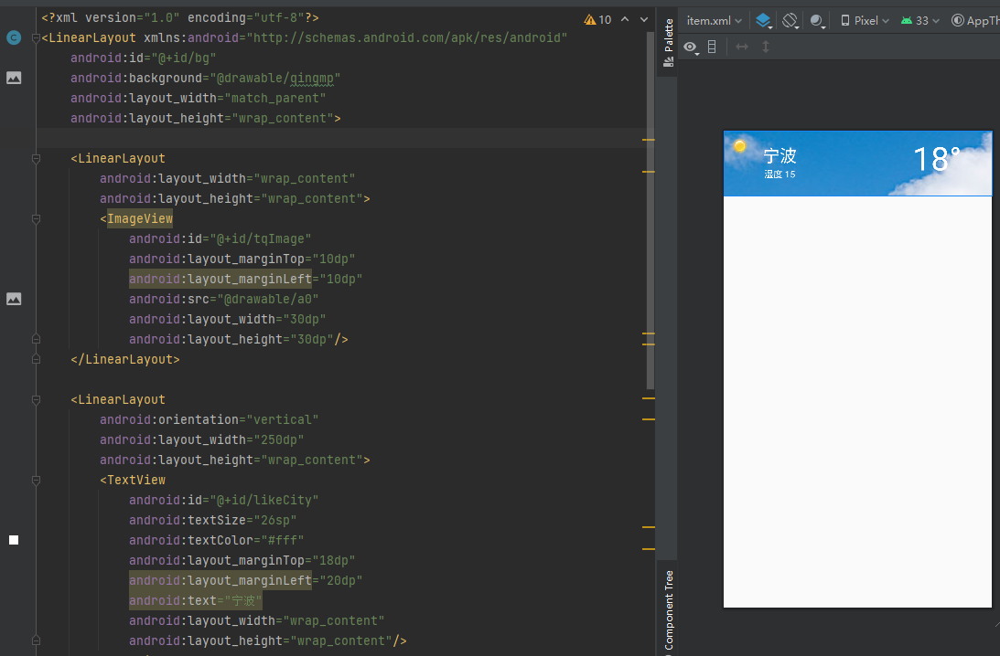 <?xml version="1.0" encoding="utf-8"?>
<LinearLayout xmlns:android="http://schemas.android.com/apk/res/android"
    android:id="@+id/bg"
    android:background="@drawable/qingmp"
    android:layout_width="match_parent"
    android:layout_height="wrap_content">

    <LinearLayout
        android:layout_width="wrap_content"
        android:layout_height="wrap_content">
        <ImageView
            android:id="@+id/tqImage"
            android:layout_marginTop="10dp"
            android:layout_marginLeft="10dp"
            android:src="@drawable/a0"
            android:layout_width="30dp"
            android:layout_height="30dp"/>
    </LinearLayout>

    <LinearLayout
        android:orientation="vertical"
        android:layout_width="250dp"
        android:layout_height="wrap_content">
        <TextView
            android:id="@+id/likeCity"
            android:textSize="26sp"
            android:textColor="#fff"
            android:layout_marginTop="18dp"
            android:layout_marginLeft="20dp"
            android:text="宁波"
            android:layout_width="wrap_content"
            android:layout_height="wrap_content"/>
10
Palette
Component Tree
item.xml
Pixel
33
AppTh
宁波
湿度 15
18°